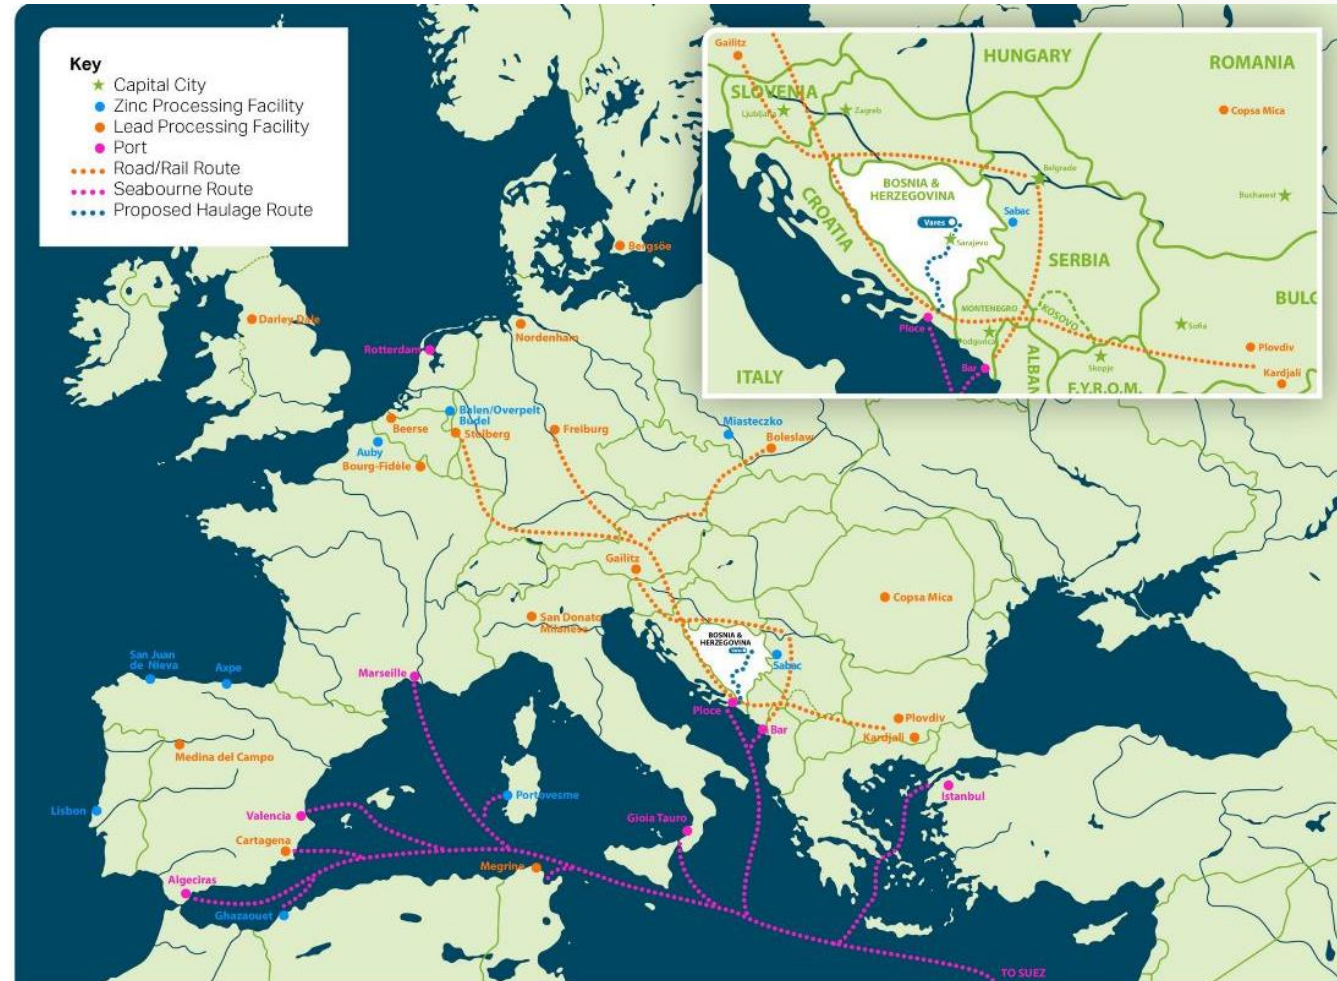 Key
Capital City
Zinc Processing Facility
Lead Processing Facility
Port
Road/Rail Route
Seabourne Route
Proposed Haulage Route
Gailitz
HUNGARY
ROMANIA
SLOVENIA
Ljubljana
Zagreb
Copsa Mica
Belgrade
BOSNIA &
HERZEGOVINA
CROATIA
Vares
Sarajevo
Sabac
Bucharest
SERBIA
MONTENEGRO
KOSOVO
BULG
Ploce
Podgorica
Sofia
Skopje
Plovdiv
Kardjali
Bar
ITALY
ALBAN
F.Y.R.O.M.
Bergsöe
Darley Dale
Nordenham
Rotterdam
Balen/Overpelt
Budel
Beerse
Stolberg
Freiburg
Miasteczko
Boleslaw
Auby
Bourg-Fidèle
Gailitz
Copsa Mica
San Donato
Milanese
BOSNIA &
HERZEGOVINA
Sabac
San Juan
de Nieva
Axpe
Marseille
Ploce
Bar
Plovdiv
Kardjali
Medina del Campo
Lisbon
Valencia
Portovesme
Istanbul
Gioia Tauro
Cartagena
Megrine
Algeciras
Ghazaouet
TO SUEZ